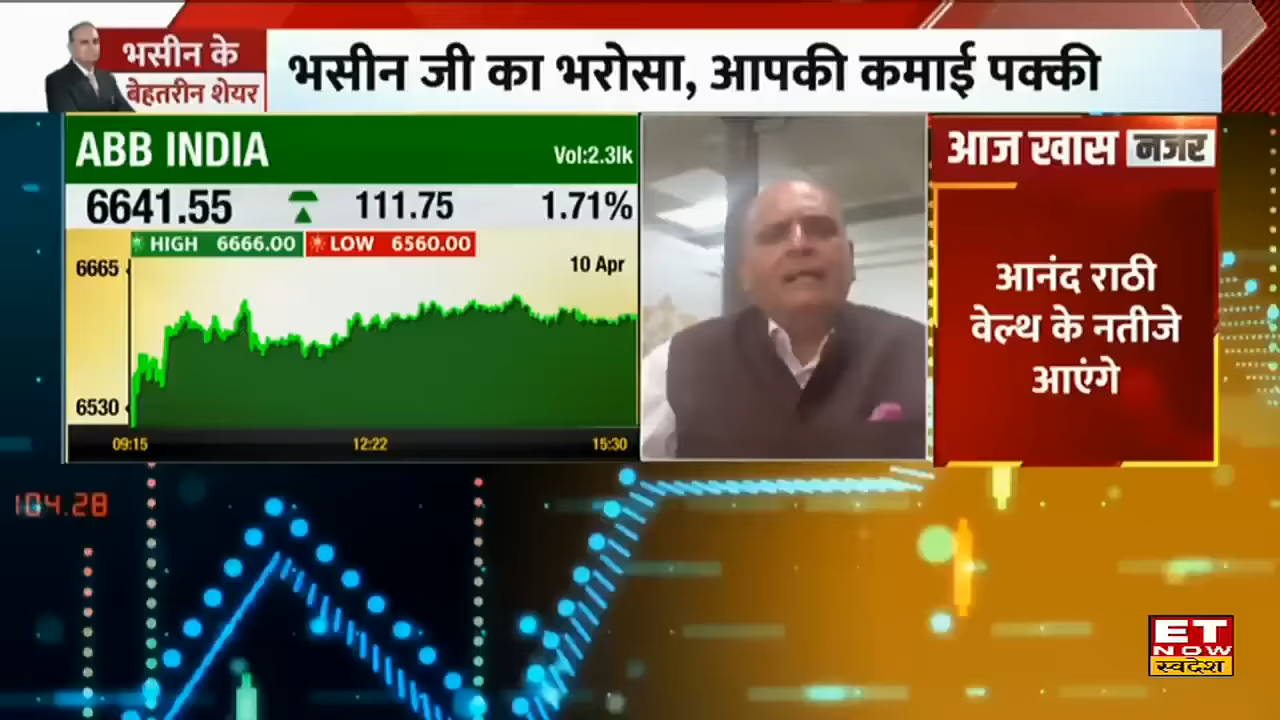 भसीन के
बेहतरीन शेयर
भसीन जी का भरोसा, आपकी कमाई पक्की
ABB INDIA
Vol:2.3lk
6641.55 111.75 1.71%
HIGH 6666.00 LOW 6560.00
10 Apr
6665
6530
09:15 12:22 15:30
आज खास नजर
आनंद राठी
वेल्थ के नतीजे
आएंगे
104.28
ET
NOW
स्वदेश